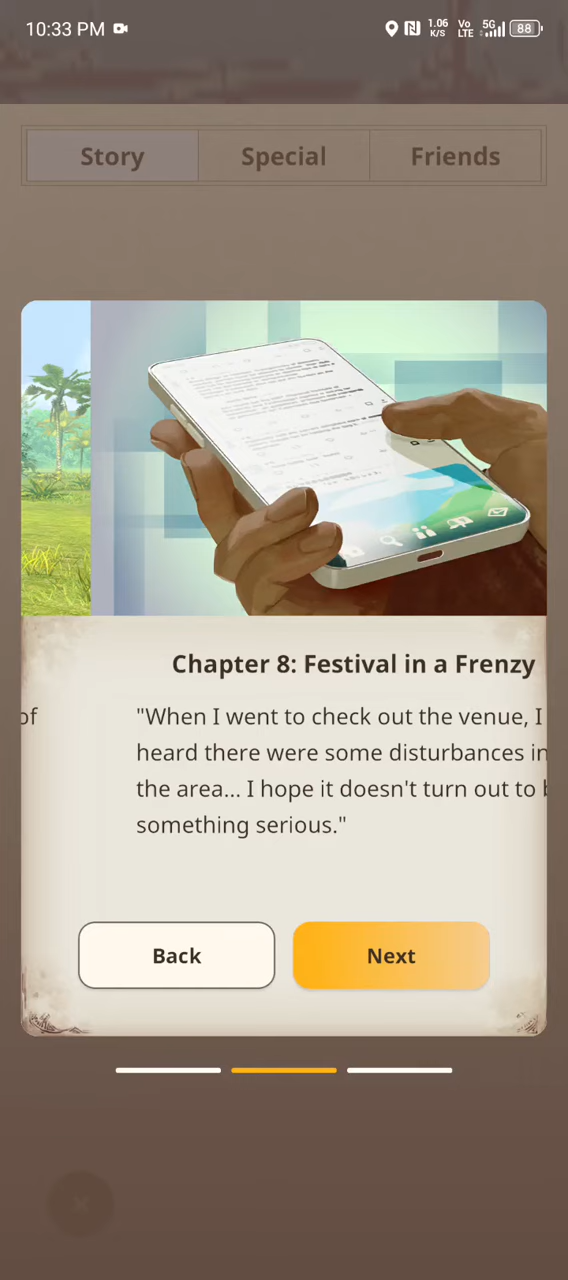 10:33 PM
1.06
K/S
Vo
LTE
5G
88
Story
Special
Friends
Chapter 8: Festival in a Frenzy
of
"When I went to check out the venue, I
heard there were some disturbances in
the area... I hope it doesn't turn out to
something serious."
Back
Next